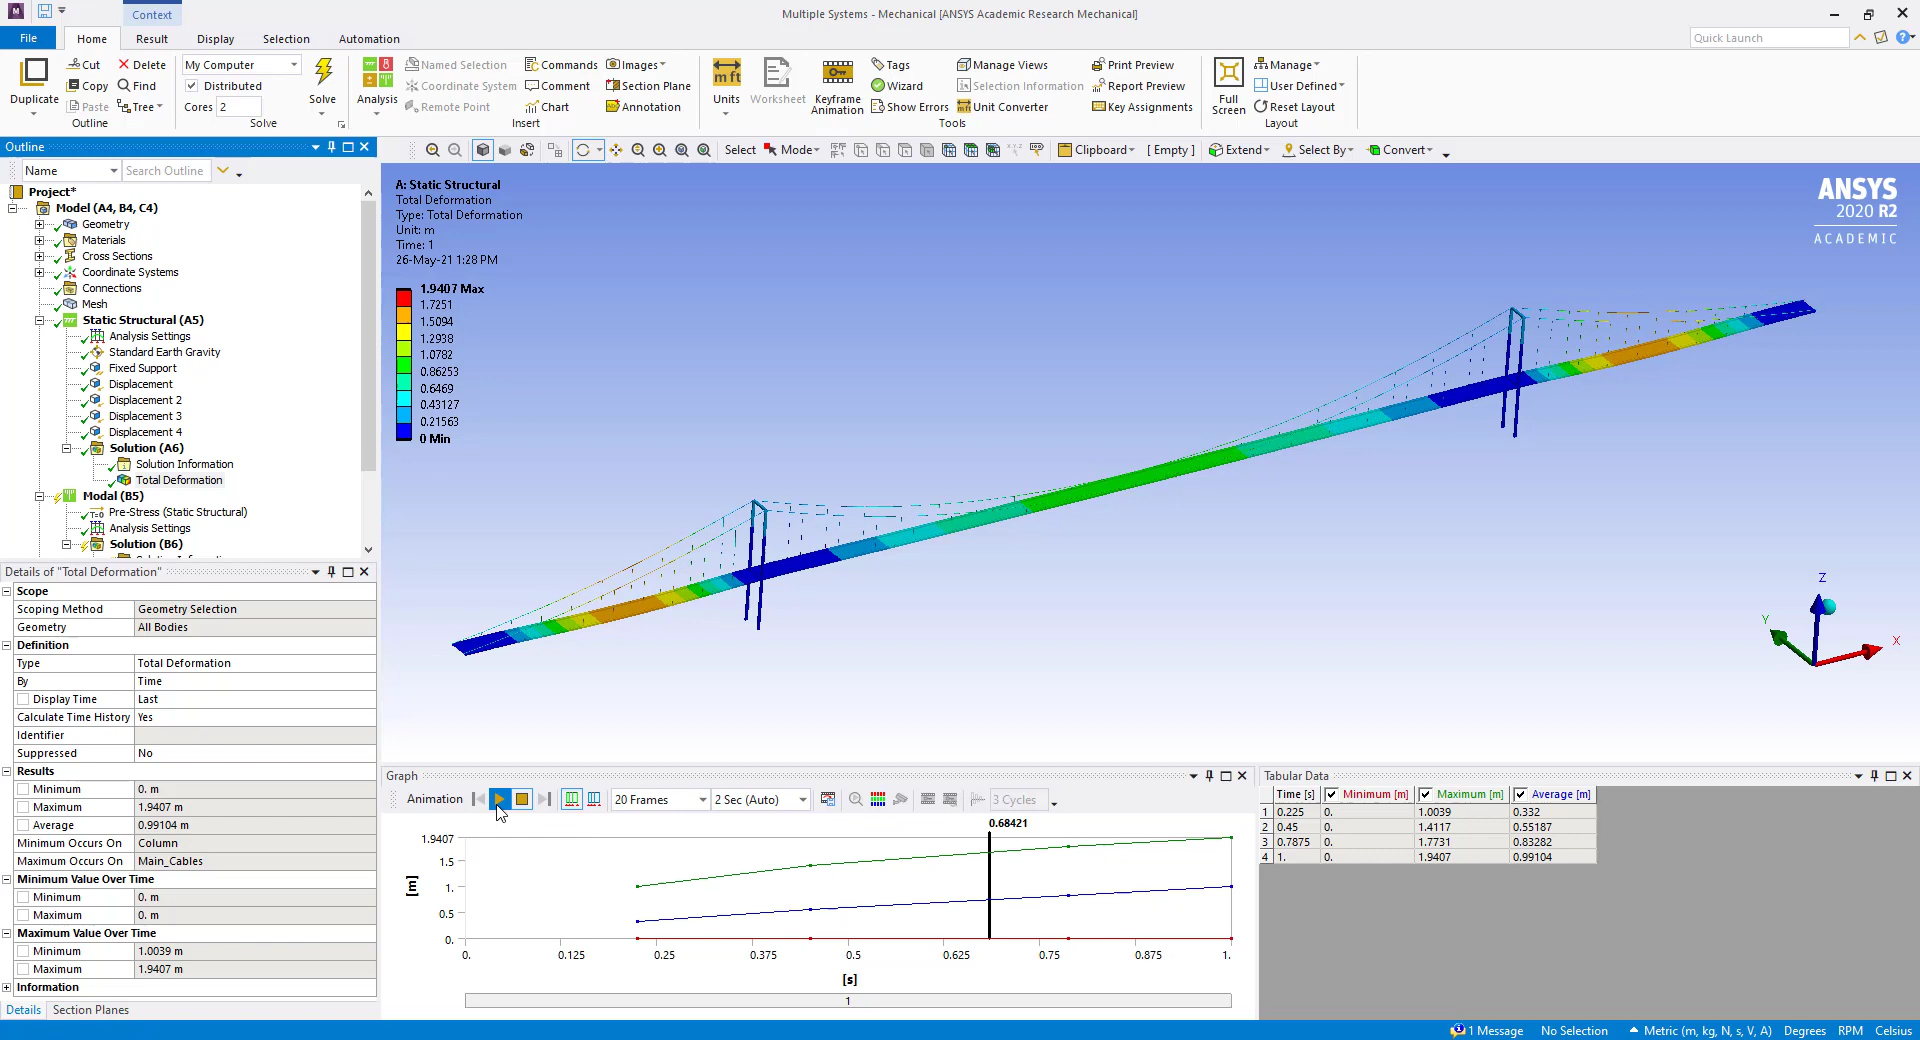 Context
Multiple Systems - Mechanical [ANSYS Academic Research Mechanical]
File Home Result Display Selection Automation
Quick Launch
Duplicate Cut Copy Paste Delete Find Tree
Outline
My Computer
Distributed
Cores 2
Solve
Solve
Analysis
Named Selection Commands Images
Coordinate System Comment Section Plane
Remote Point Chart Annotation
Insert
Units Worksheet Keyframe Animation
Tags Manage Views Print Preview
Wizard Selection Information Report Preview
Show Errors Unit Converter Key Assignments
Tools
Full Screen
Manage
User Defined
Reset Layout
Layout
Outline
Name Search Outline
Select Mode Clipboard [ Empty ] Extend Select By Convert
Project*
Model (A4, B4, C4)
Geometry
Materials
Cross Sections
Coordinate Systems
Connections
Mesh
Static Structural (A5)
Analysis Settings
Standard Earth Gravity
Fixed Support
Displacement
Displacement 2
Displacement 3
Displacement 4
Solution (A6)
Solution Information
Total Deformation
Modal (B5)
Pre-Stress (Static Structural)
Analysis Settings
Solution (B6)
Details of "Total Deformation"
Scope
Scoping Method Geometry Selection
Geometry All Bodies
Definition
Type Total Deformation
By Time
Display Time Last
Calculate Time History Yes
Identifier
Suppressed No
Results
Minimum 0. m
Maximum 1.9407 m
Average 0.99104 m
Minimum Occurs On Column
Maximum Occurs On Main_Cables
Minimum Value Over Time
Minimum 0. m
Maximum 0. m
Maximum Value Over Time
Minimum 1.0039 m
Maximum 1.9407 m
Information
Details Section Planes
A: Static Structural
Total Deformation
Type: Total Deformation
Unit: m
Time: 1
26-May-21 1:28 PM
1.9407 Max
1.7251
1.5094
1.2938
1.0782
0.86253
0.6469
0.43127
0.21563
0 Min
ANSYS
2020 R2
ACADEMIC
Z
Y
X
Graph
Animation 20 Frames 2 Sec (Auto) 3 Cycles
0.68421
1.9407
1.5
1.
0.5
0.
[m]
0. 0.125 0.25 0.375 0.5 0.625 0.75 0.875 1.
[s]
1
Tabular Data
Time [s] Minimum [m] Maximum [m] Average [m]
1 0.225 0. 1.0039 0.332
2 0.45 0. 1.4117 0.55187
3 0.7875 0. 1.7731 0.83282
4 1. 0. 1.9407 0.99104
1 Message No Selection Metric (m, kg, N, s, V, A) Degrees RPM Celsius